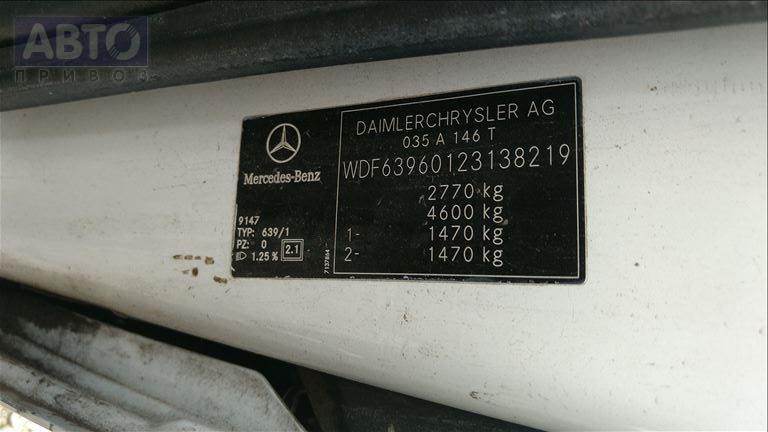 АВТО
ПРИВОЗ
DAIMLERCHRYSLER AG
035 A 146 T
WDF63960123138219
2770 kg
4600 kg
1- 1470 kg
2- 1470 kg
Mercedes-Benz
9147
TYP: 639/1
PZ: 0
1.25 % 2.1
7137864